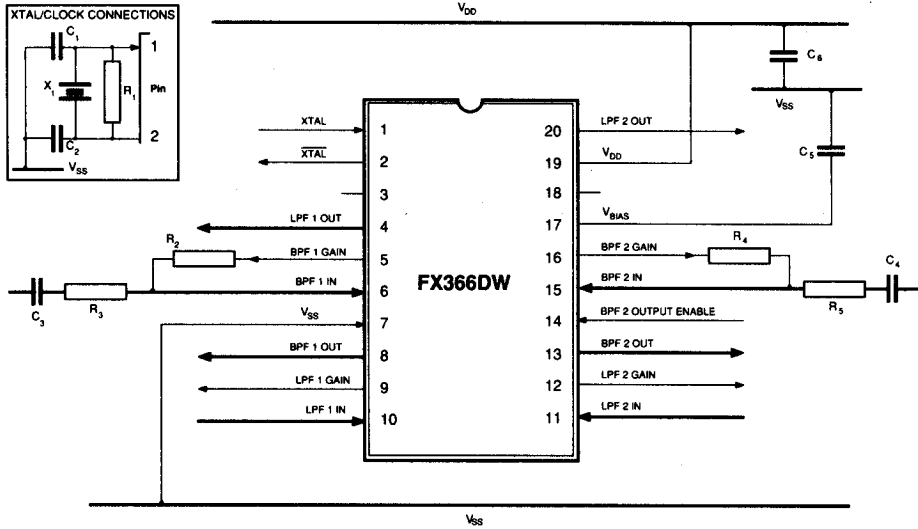 XTAL/CLOCK CONNECTIONS
C1
1
X1
R1
Pin
C2
2
VSS
VDD
C6
VSS
C5
XTAL
1
XTAL
2
3
LPF 1 OUT
4
R2
BPF 1 GAIN
5
BPF 1 IN
6
C3
R3
VSS
7
BPF 1 OUT
8
LPF 1 GAIN
9
LPF 1 IN
10
FX366DW
20
LPF 2 OUT
19
VDD
18
17
VBIAS
16
BPF 2 GAIN
R4
15
BPF 2 IN
C4
R5
14
BPF 2 OUTPUT ENABLE
13
BPF 2 OUT
12
LPF 2 GAIN
11
LPF 2 IN
VSS